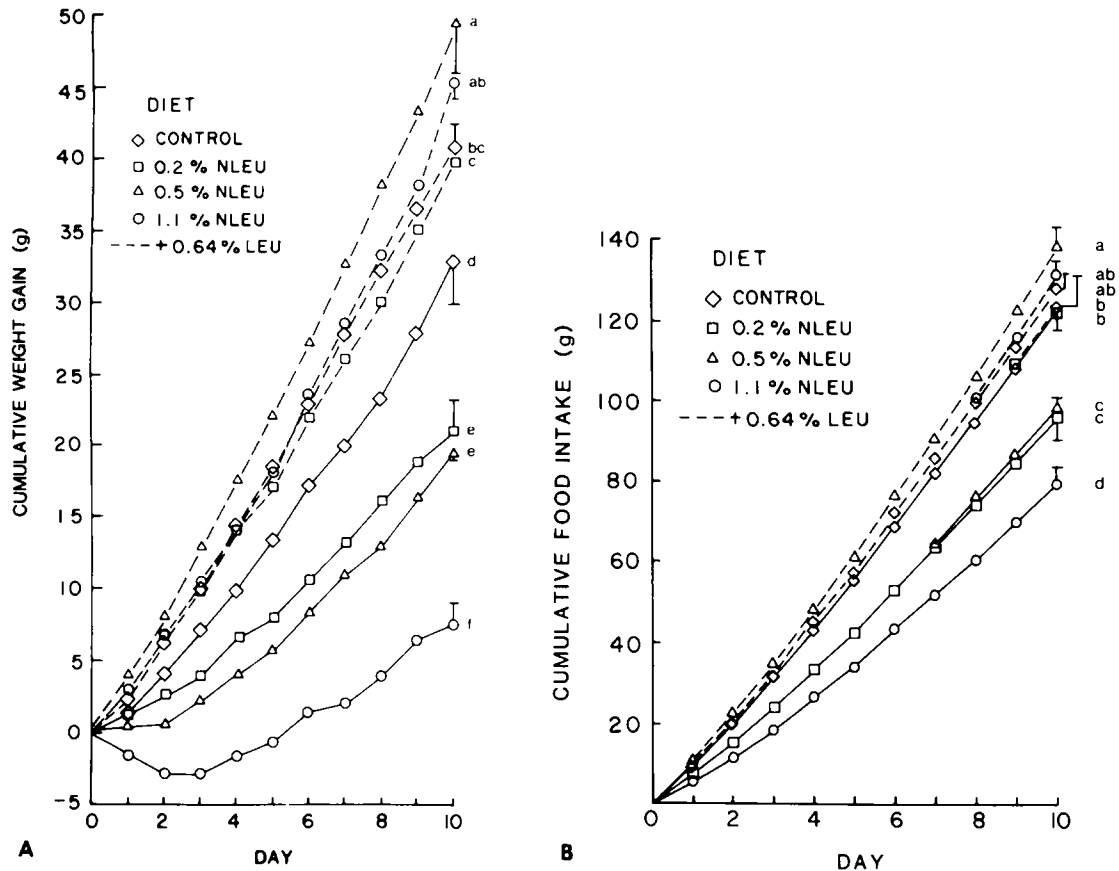 50
45
40
35
30
25
20
15
10
5
0
-5
CUMULATIVE WEIGHT GAIN (g)
DIET
◇ CONTROL
□ 0.2 % NLEU
△ 0.5 % NLEU
○ 1.1 % NLEU
--- + 0.64 % LEU
a
ab
bc
c
d
e
e
f
0 2 4 6 8 10
A
DAY
140
120
100
80
60
40
20
CUMULATIVE FOOD INTAKE (g)
DIET
◇ CONTROL
□ 0.2 % NLEU
△ 0.5 % NLEU
○ 1.1 % NLEU
--- + 0.64 % LEU
a
ab
ab
b
b
c
c
d
0 2 4 6 8 10
B
DAY